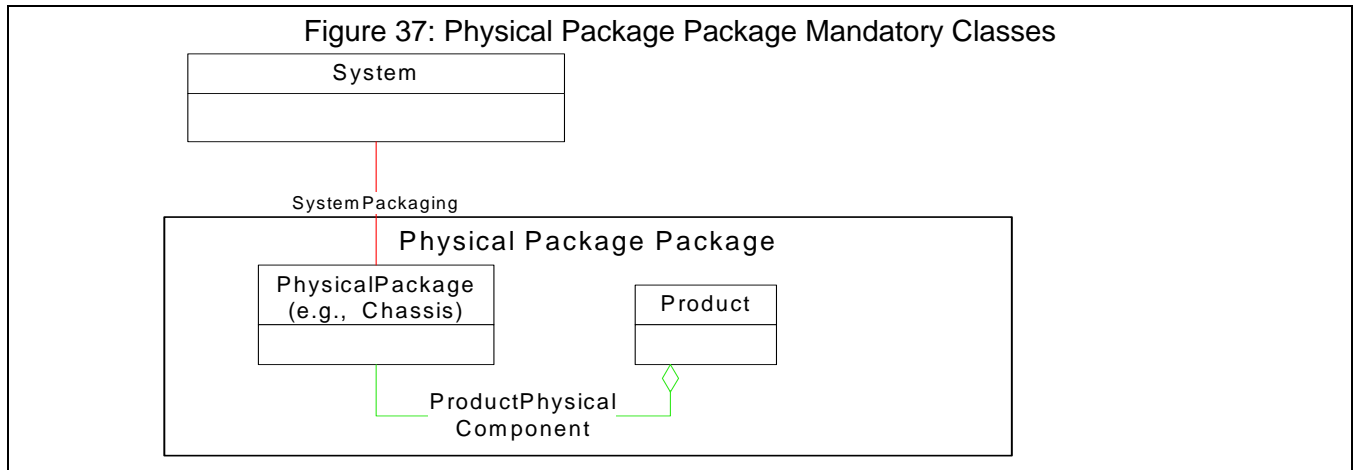 Figure 37: Physical Package Package Mandatory Classes
System
SystemPackaging
Physical Package Package
PhysicalPackage
(e.g., Chassis)
Product
ProductPhysical
Component